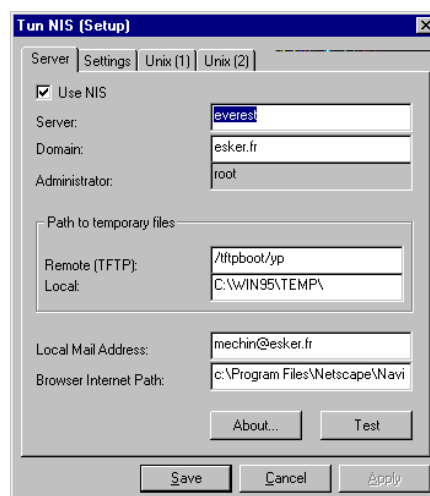 Tun NIS (Setup)
Server Settings Unix (1) Unix (2)
Use NIS
Server: everest
Domain: esker.fr
Administrator: root
Path to temporary files
Remote (TFTP): /tftpboot/yp
Local: C:\WIN95\TEMP\
Local Mail Address: mechin@esker.fr
Browser Internet Path: c:\Program Files\Netscape\Navi
About... Test
Save Cancel Apply